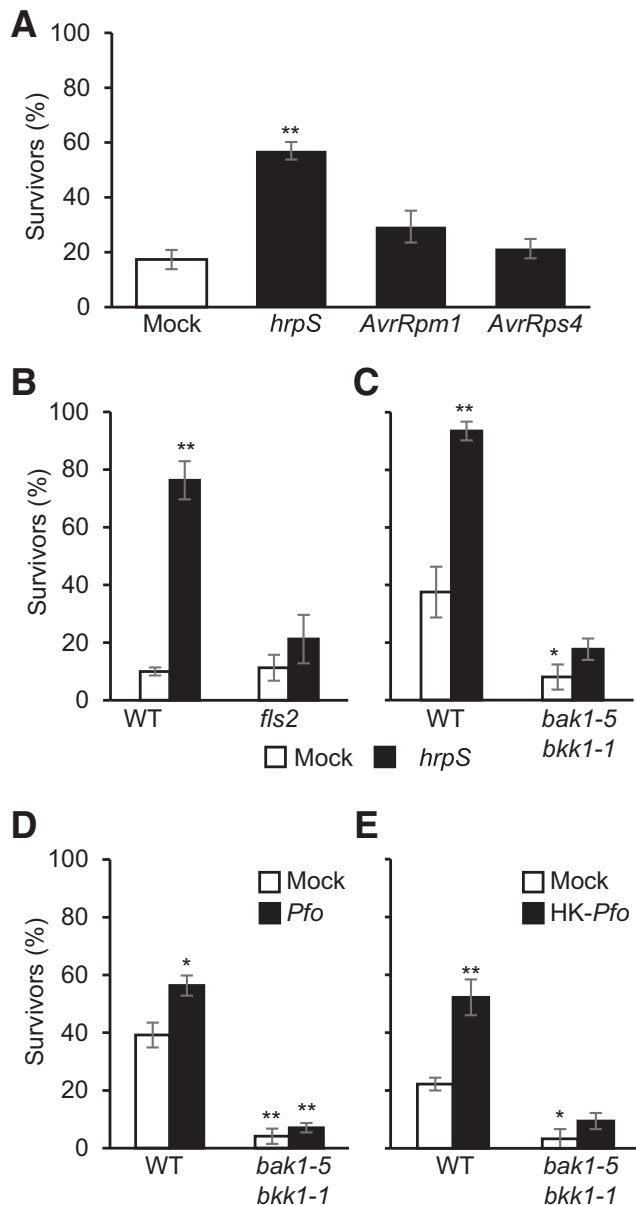 A
Survivors (%)
100
80
60
40
20
0
**
Mock hrpS AvrRpm1 AvrRps4
B
Survivors (%)
100
80
60
40
20
0
**
WT fls2
C
**
*
WT bak1-5
bkk1-1
Mock hrpS
D
Survivors (%)
100
80
60
40
20
0
Mock
Pfo
*
** **
WT bak1-5
bkk1-1
E
Mock
HK-Pfo
**
*
WT bak1-5
bkk1-1